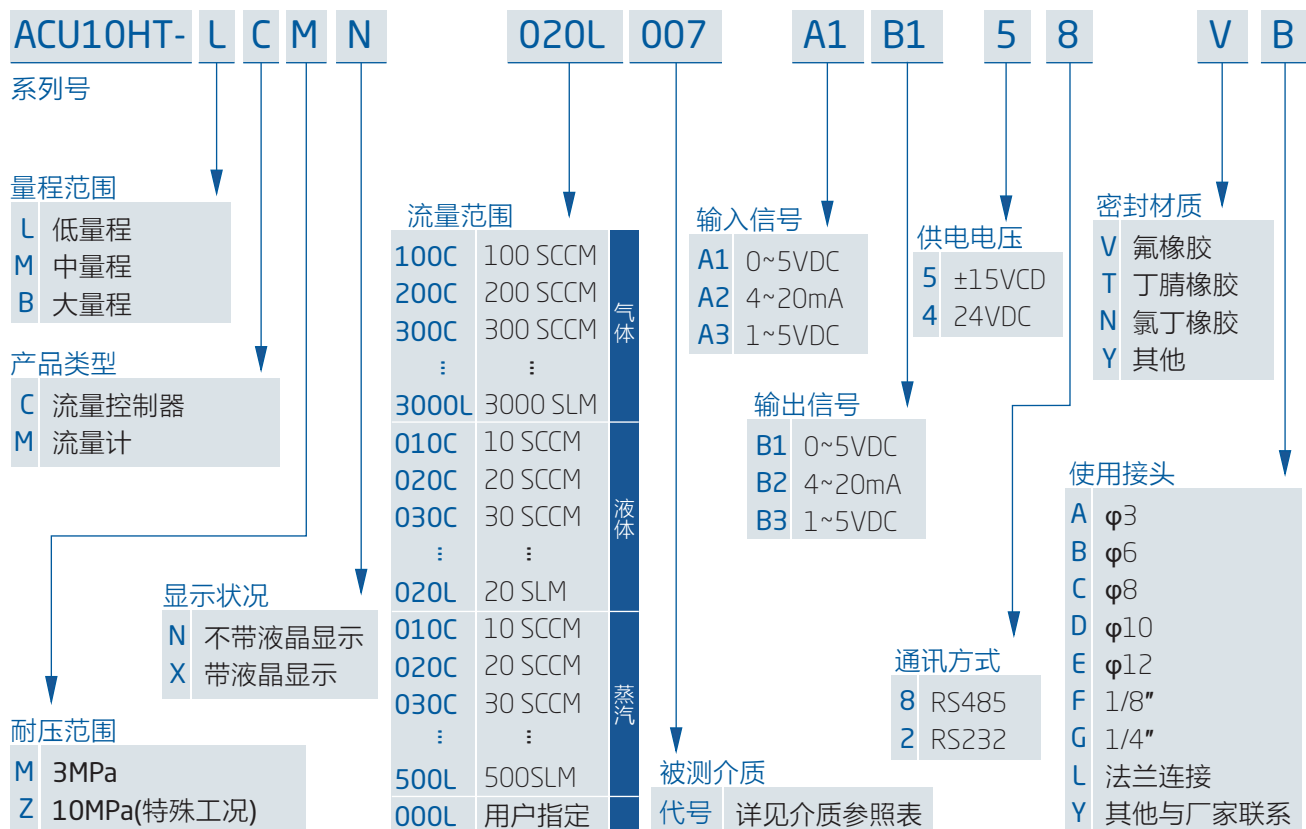 ACU10HT- L C M N 020L 007 A1 B1 5 8 V B
系列号
量程范围
L 低量程
M 中量程
B 大量程
产品类型
C 流量控制器
M 流量计
显示状况
N 不带液晶显示
X 带液晶显示
耐压范围
M 3MPa
Z 10MPa(特殊工况)
流量范围
100C 100 SCCM
200C 200 SCCM
300C 300 SCCM
⋮ ⋮
3000L 3000 SLM
气体
010C 10 SCCM
020C 20 SCCM
030C 30 SCCM
⋮ ⋮
020L 20 SLM
液体
010C 10 SCCM
020C 20 SCCM
030C 30 SCCM
⋮ ⋮
500L 500SLM
蒸汽
000L 用户指定
被测介质
代号 详见介质参照表
输入信号
A1 0~5VDC
A2 4~20mA
A3 1~5VDC
输出信号
B1 0~5VDC
B2 4~20mA
B3 1~5VDC
供电电压
5 ±15VCD
4 24VDC
通讯方式
8 RS485
2 RS232
密封材质
V 氟橡胶
T 丁腈橡胶
N 氯丁橡胶
Y 其他
使用接头
A φ3
B φ6
C φ8
D φ10
E φ12
F 1/8″
G 1/4″
L 法兰连接
Y 其他与厂家联系